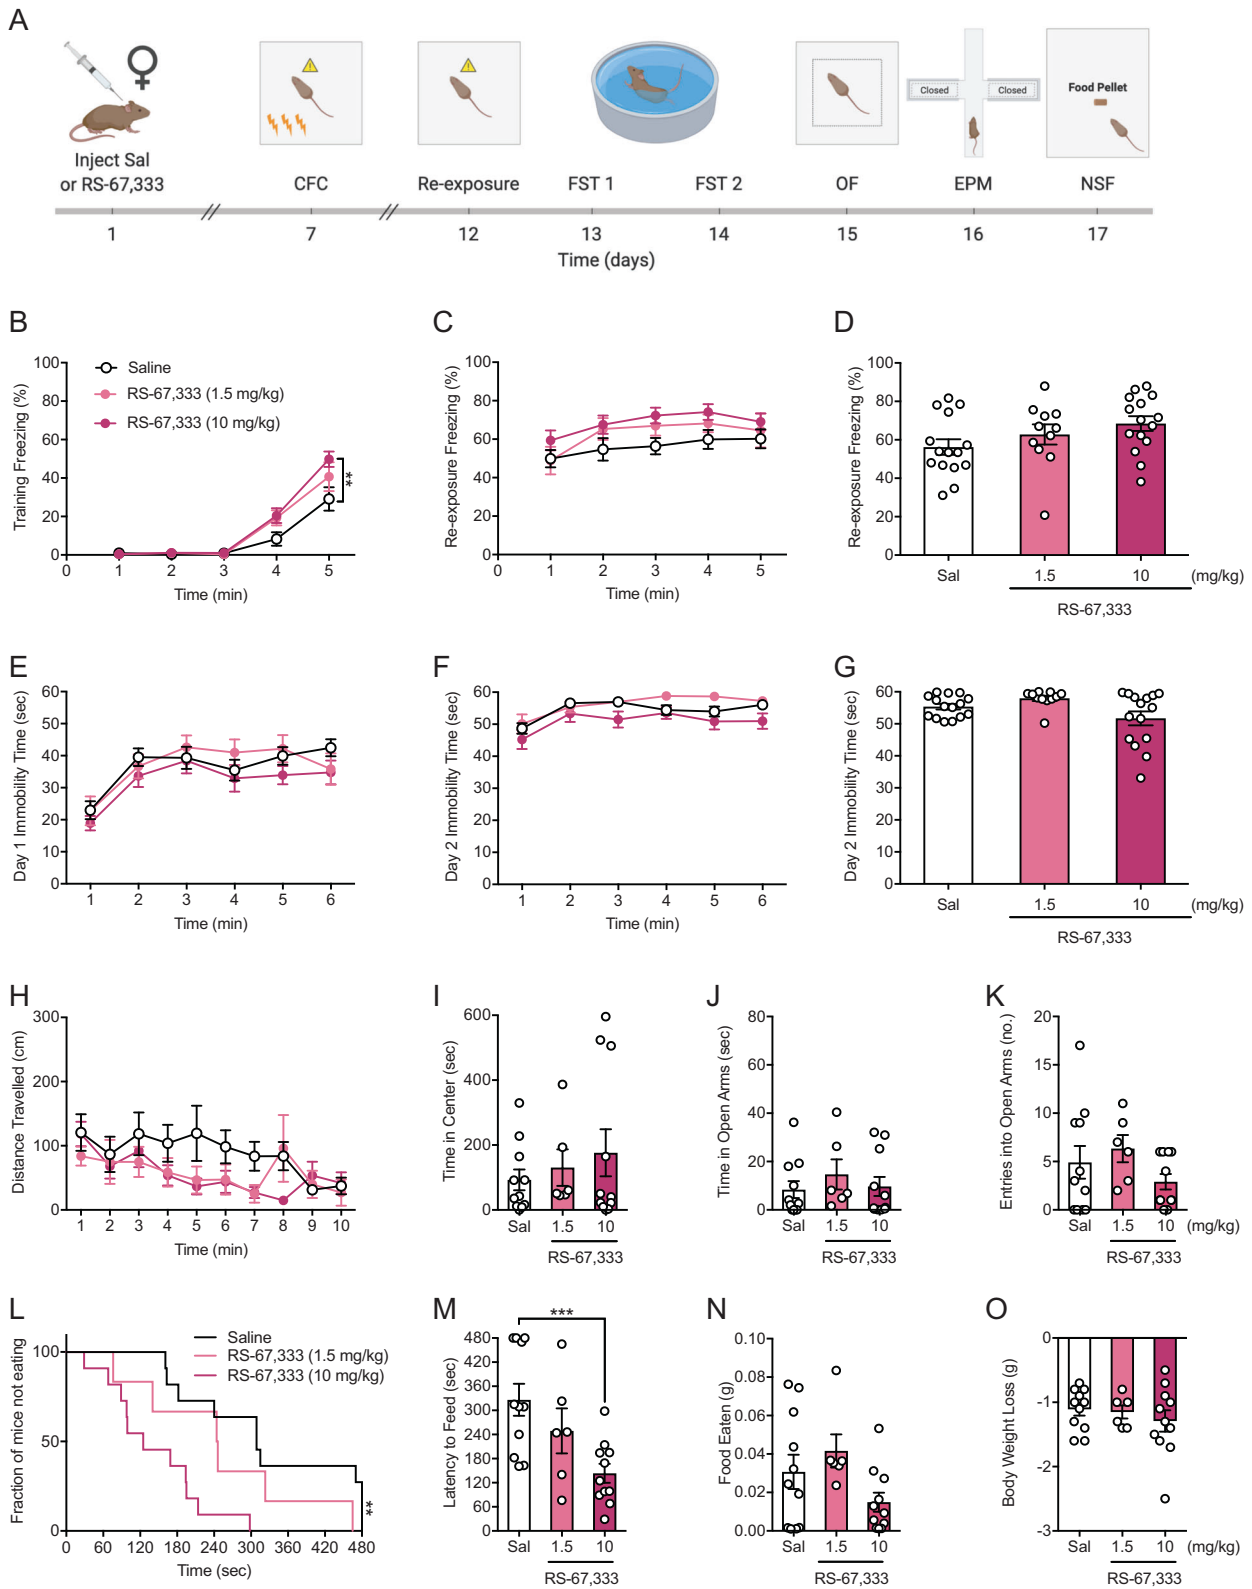 A
Closed
Closed
Food Pellet
Inject Sal
or RS-67,333
CFC
Re-exposure
FST 1
FST 2
OF
EPM
NSF
1
7
12
13
14
15
16
17
Time (days)
B
Training Freezing (%)
100
80
60
40
20
0
Saline
RS-67,333 (1.5 mg/kg)
RS-67,333 (10 mg/kg)
**
0 1 2 3 4 5
Time (min)
C
Re-exposure Freezing (%)
100
80
60
40
20
0
0 1 2 3 4 5
Time (min)
D
Re-exposure Freezing (%)
100
80
60
40
20
0
Sal 1.5 10 (mg/kg)
RS-67,333
E
Day 1 Immobility Time (sec)
60
50
40
30
20
10
0
1 2 3 4 5 6
Time (min)
F
Day 2 Immobility Time (sec)
60
50
40
30
20
10
0
1 2 3 4 5 6
Time (min)
G
Day 2 Immobility Time (sec)
60
50
40
30
20
10
0
Sal 1.5 10 (mg/kg)
RS-67,333
H
Distance Travelled (cm)
300
200
100
0
1 2 3 4 5 6 7 8 9 10
Time (min)
I
Time in Center (sec)
600
400
200
0
Sal 1.5 10
RS-67,333
J
Time in Open Arms (sec)
80
60
40
20
0
Sal 1.5 10
RS-67,333
K
Entries into Open Arms (no.)
20
15
10
5
0
Sal 1.5 10 (mg/kg)
RS-67,333
L
Fraction of mice not eating
100
50
0
Saline
RS-67,333 (1.5 mg/kg)
RS-67,333 (10 mg/kg)
**
0 60 120 180 240 300 360 420 480
Time (sec)
M
Latency to Feed (sec)
480
420
360
300
240
180
120
60
0
***
Sal 1.5 10
RS-67,333
N
Food Eaten (g)
0.10
0.08
0.06
0.04
0.02
0.00
Sal 1.5 10
RS-67,333
O
Body Weight Loss (g)
0
-1
-2
-3
Sal 1.5 10 (mg/kg)
RS-67,333